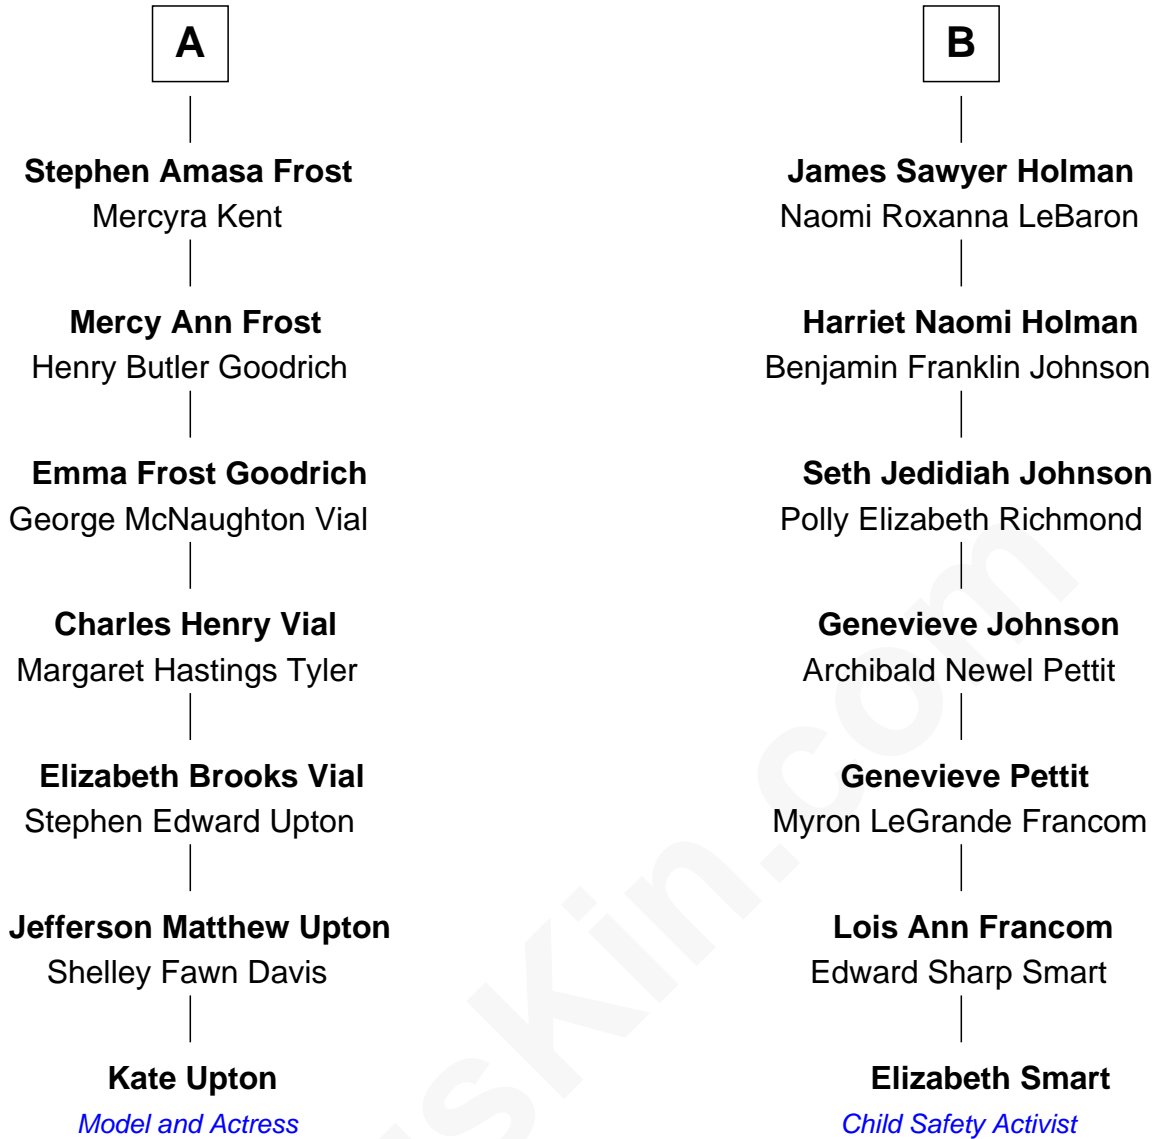 A
Stephen Amasa Frost
Mercyra Kent
Mercy Ann Frost
Henry Butler Goodrich
Emma Frost Goodrich
George McNaughton Vial
Charles Henry Vial
Margaret Hastings Tyler
Elizabeth Brooks Vial
Stephen Edward Upton
Jefferson Matthew Upton
Shelley Fawn Davis
Kate Upton
Model and Actress
B
James Sawyer Holman
Naomi Roxanna LeBaron
Harriet Naomi Holman
Benjamin Franklin Johnson
Seth Jedidiah Johnson
Polly Elizabeth Richmond
Genevieve Johnson
Archibald Newel Pettit
Genevieve Pettit
Myron LeGrande Francom
Lois Ann Francom
Edward Sharp Smart
Elizabeth Smart
Child Safety Activist